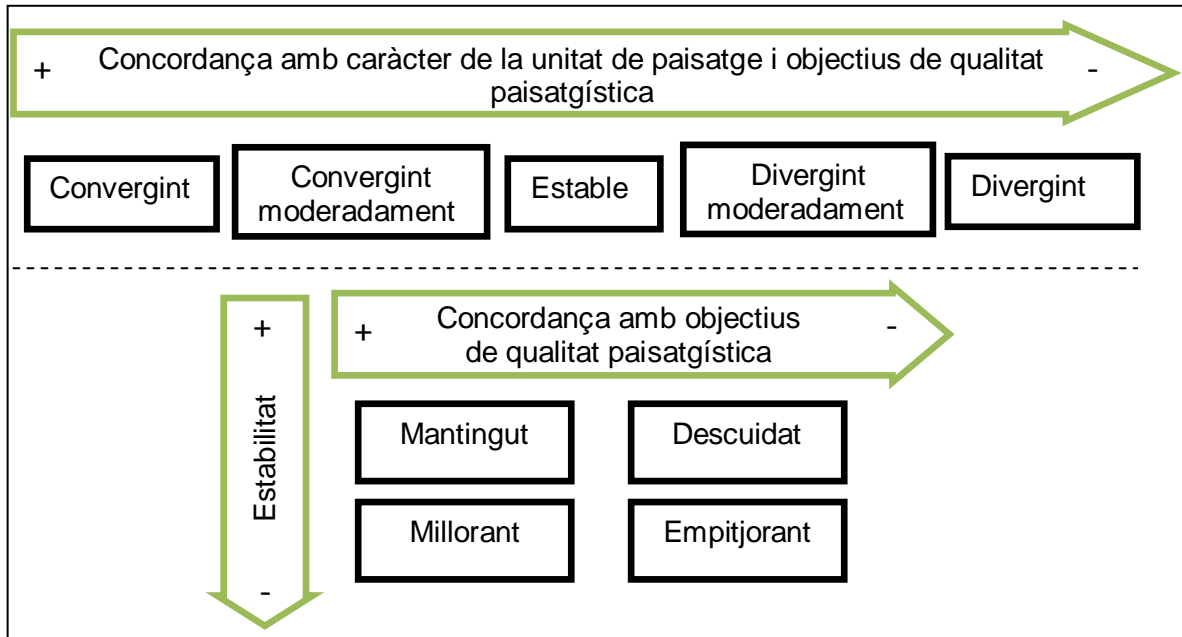 + Concordança amb caràcter de la unitat de paisatge i objectius de qualitat -
paisatgística
Convergint
Convergint
moderadament
Estable
Divergint
moderadament
Divergint
+
Estabilitat
-
+ Concordança amb objectius -
de qualitat paisatgística
Mantingut
Descuidat
Millorant
Empitjorant